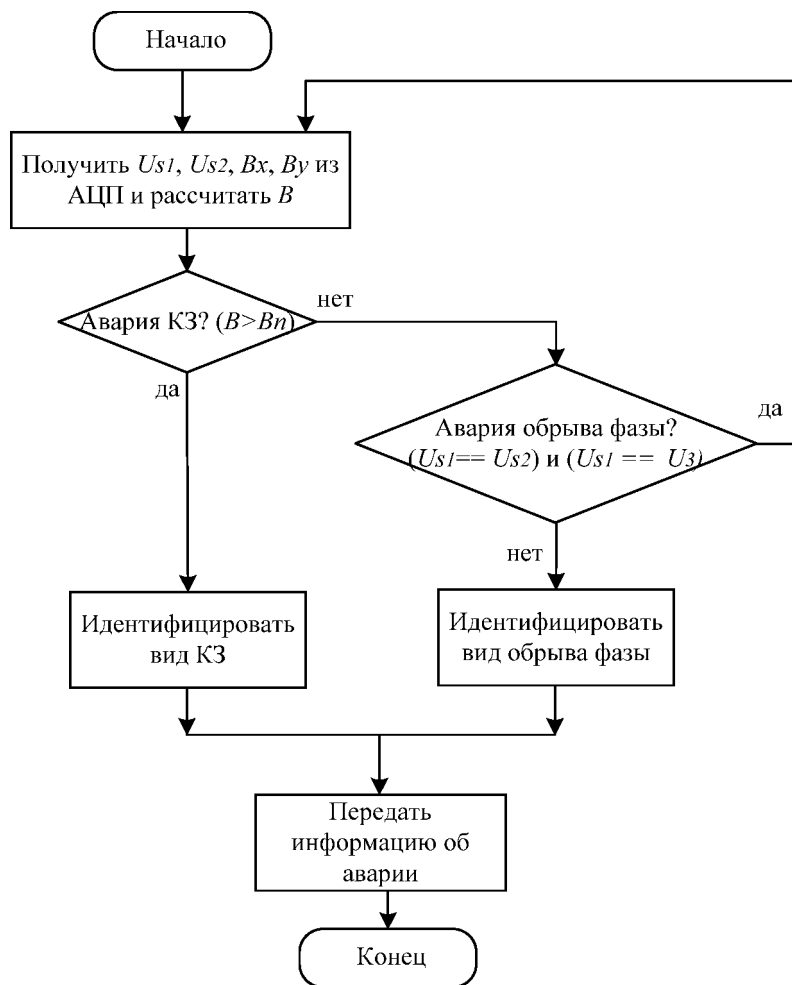 Начало
Получить Us1, Us2, Bx, By из
АЦП и рассчитать B
Авария КЗ? (B>Bn)
нет
да
Авария обрыва фазы?
(Us1== Us2) и (Us1 == U3)
да
нет
Идентифицировать
вид КЗ
Идентифицировать
вид обрыва фазы
Передать
информацию об
аварии
Конец